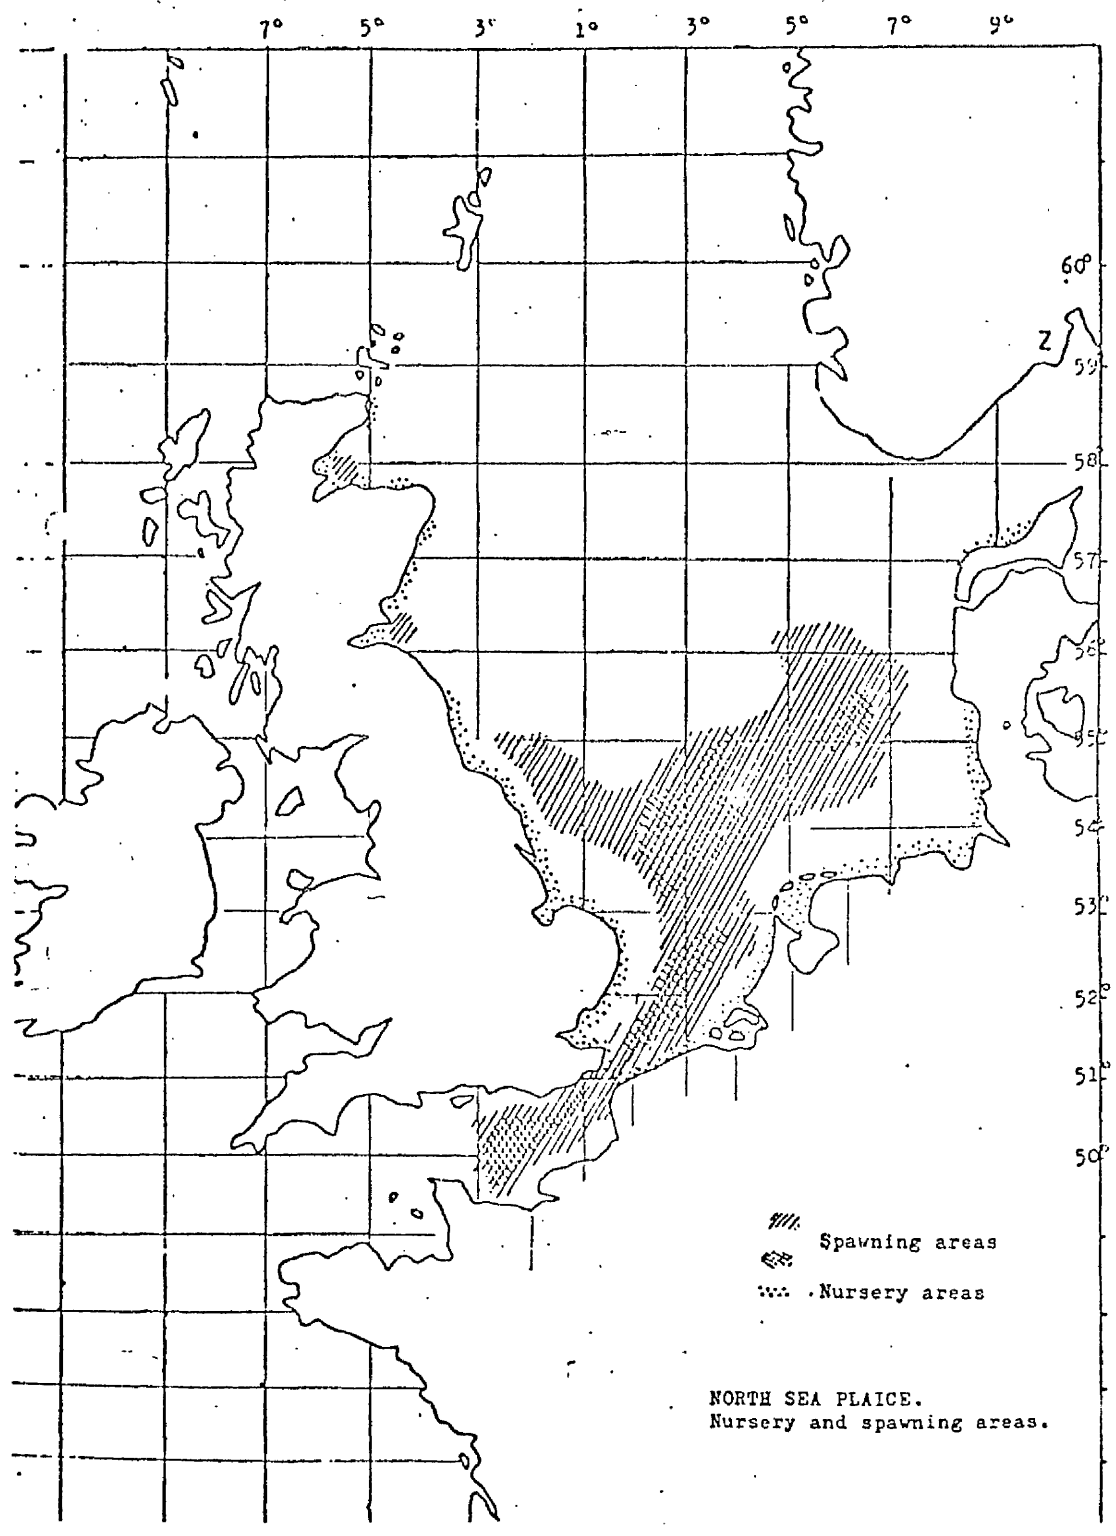 7° 5° 3° 1° 3° 5° 7° 9°
60°
Z
59
58
57
56
55
54
53°
52°
51°
50°
Spawning areas
Nursery areas
NORTH SEA PLAICE.
Nursery and spawning areas.